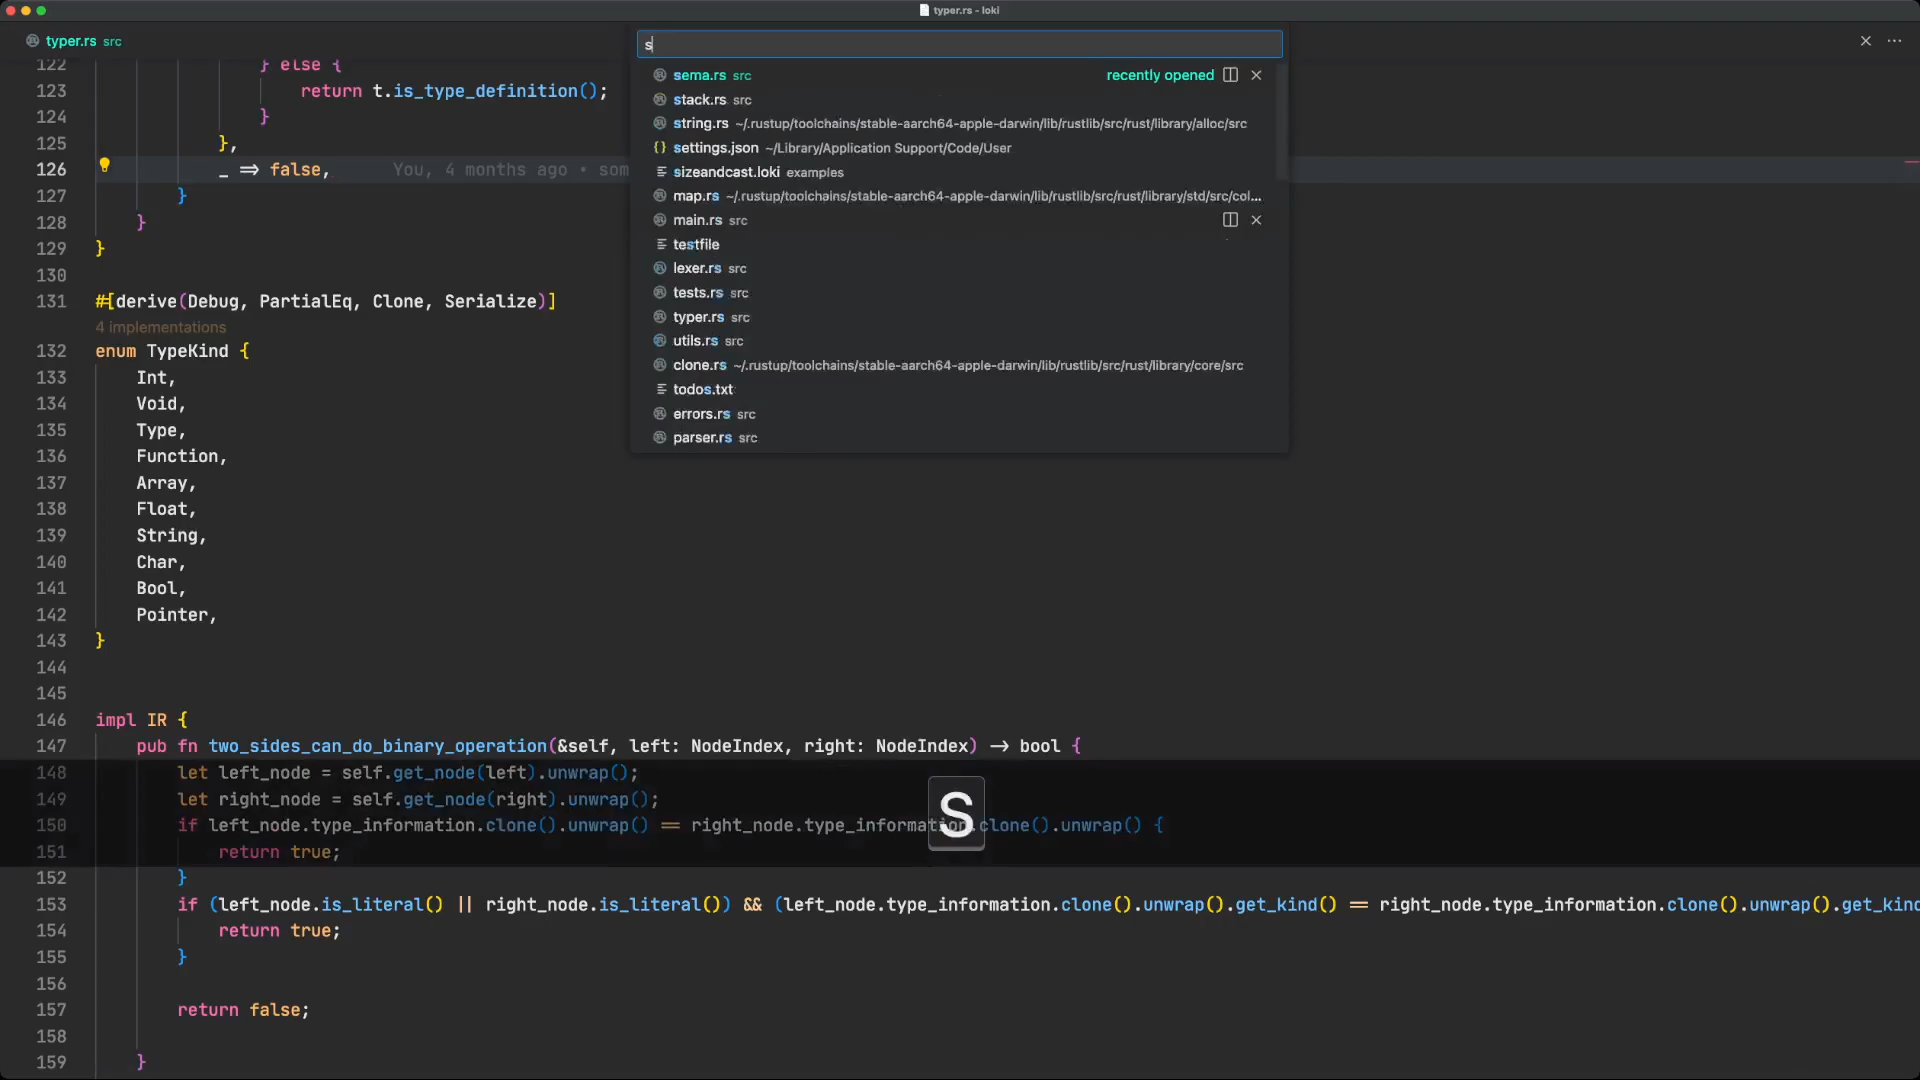 typer.rs - loki
typer.rs src
s
sema.rs src recently opened
stack.rs src
string.rs ~/.rustup/toolchains/stable-aarch64-apple-darwin/lib/rustlib/src/rust/library/alloc/src
{} settings.json ~/Library/Application Support/Code/User
sizeandcast.loki examples
map.rs ~/.rustup/toolchains/stable-aarch64-apple-darwin/lib/rustlib/src/rust/library/std/src/col...
main.rs src
testfile
lexer.rs src
tests.rs src
typer.rs src
utils.rs src
clone.rs ~/.rustup/toolchains/stable-aarch64-apple-darwin/lib/rustlib/src/rust/library/core/src
todos.txt
errors.rs src
parser.rs src
122 } else {
123 return t.is_type_definition();
124 }
125 },
126 _ => false, You, 4 months ago • som
127 }
128 }
129 }
130
131 #[derive(Debug, PartialEq, Clone, Serialize)]
4 implementations
132 enum TypeKind {
133 Int,
134 Void,
135 Type,
136 Function,
137 Array,
138 Float,
139 String,
140 Char,
141 Bool,
142 Pointer,
143 }
144
145
146 impl IR {
147 pub fn two_sides_can_do_binary_operation(&self, left: NodeIndex, right: NodeIndex) -> bool {
148 let left_node = self.get_node(left).unwrap();
149 let right_node = self.get_node(right).unwrap();
150 if left_node.type_information.clone().unwrap() == right_node.type_information.clone().unwrap() {
S
151 return true;
152 }
153 if (left_node.is_literal() || right_node.is_literal()) && (left_node.type_information.clone().unwrap().get_kind() == right_node.type_information.clone().unwrap().get_kind
154 return true;
155 }
156
157 return false;
158
159 }